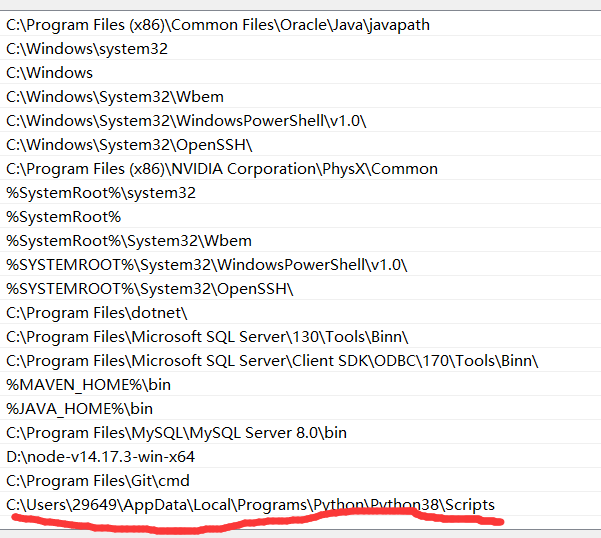 C:\Program Files (x86)\Common Files\Oracle\Java\javapath
C:\Windows\system32
C:\Windows
C:\Windows\System32\Wbem
C:\Windows\System32\WindowsPowerShell\v1.0\
C:\Windows\System32\OpenSSH\
C:\Program Files (x86)\NVIDIA Corporation\PhysX\Common
%SystemRoot%\system32
%SystemRoot%
%SystemRoot%\System32\Wbem
%SYSTEMROOT%\System32\WindowsPowerShell\v1.0\
%SYSTEMROOT%\System32\OpenSSH\
C:\Program Files\dotnet\
C:\Program Files\Microsoft SQL Server\130\Tools\Binn\
C:\Program Files\Microsoft SQL Server\Client SDK\ODBC\170\Tools\Binn\
%MAVEN_HOME%\bin
%JAVA_HOME%\bin
C:\Program Files\MySQL\MySQL Server 8.0\bin
D:\node-v14.17.3-win-x64
C:\Program Files\Git\cmd
C:\Users\29649\AppData\Local\Programs\Python\Python38\Scripts